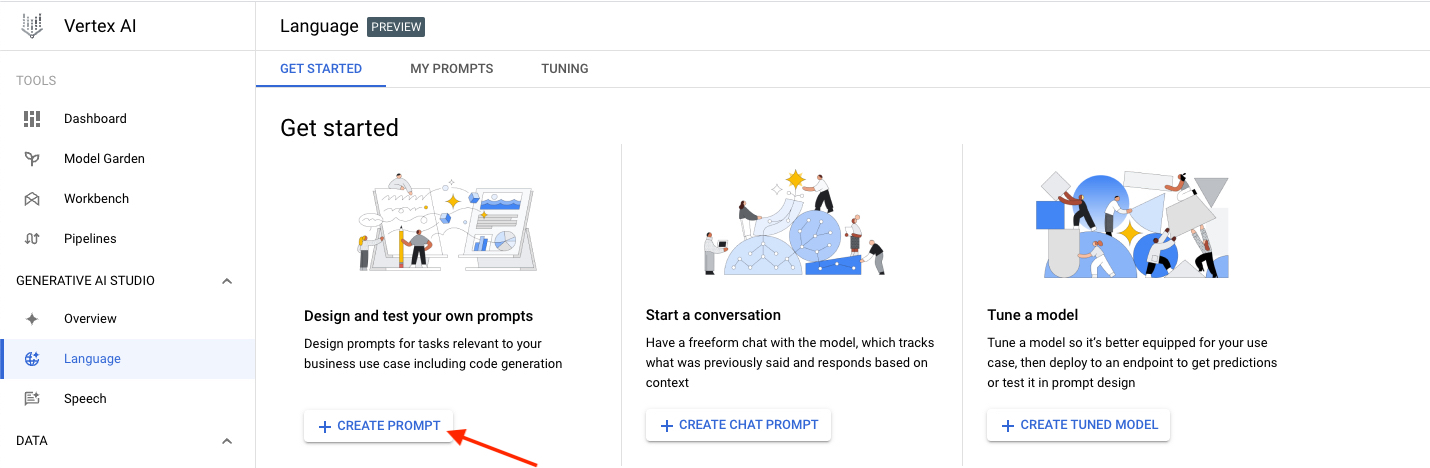 Vertex AI
Language PREVIEW
TOOLS
Dashboard
Model Garden
Workbench
Pipelines
GENERATIVE AI STUDIO
Overview
Language
Speech
DATA
GET STARTED MY PROMPTS TUNING
Get started
Design and test your own prompts
Design prompts for tasks relevant to your
business use case including code generation
CREATE PROMPT
Start a conversation
Have a freeform chat with the model, which tracks
what was previously said and responds based on
context
CREATE CHAT PROMPT
Tune a model
Tune a model so it's better equipped for your use
case, then deploy to an endpoint to get predictions
or test it in prompt design
CREATE TUNED MODEL